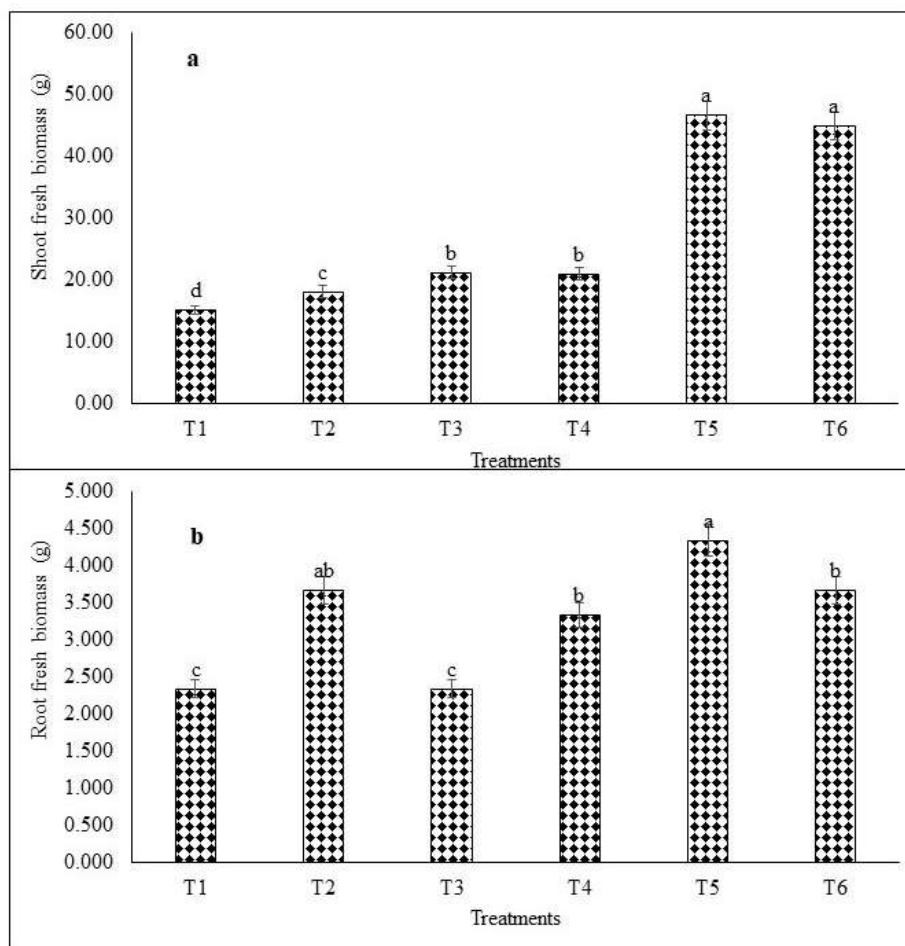 60.00
a
50.00
a
a
40.00
30.00
b
b
20.00
c
d
10.00
0.00
Shoot fresh biomass (g)
T1 T2 T3 T4 T5 T6
Treatments
5.000
b
a
4.500
4.000
ab
b
3.500
b
3.000
2.500
c
c
2.000
1.500
1.000
0.500
0.000
Root fresh biomass (g)
T1 T2 T3 T4 T5 T6
Treatments